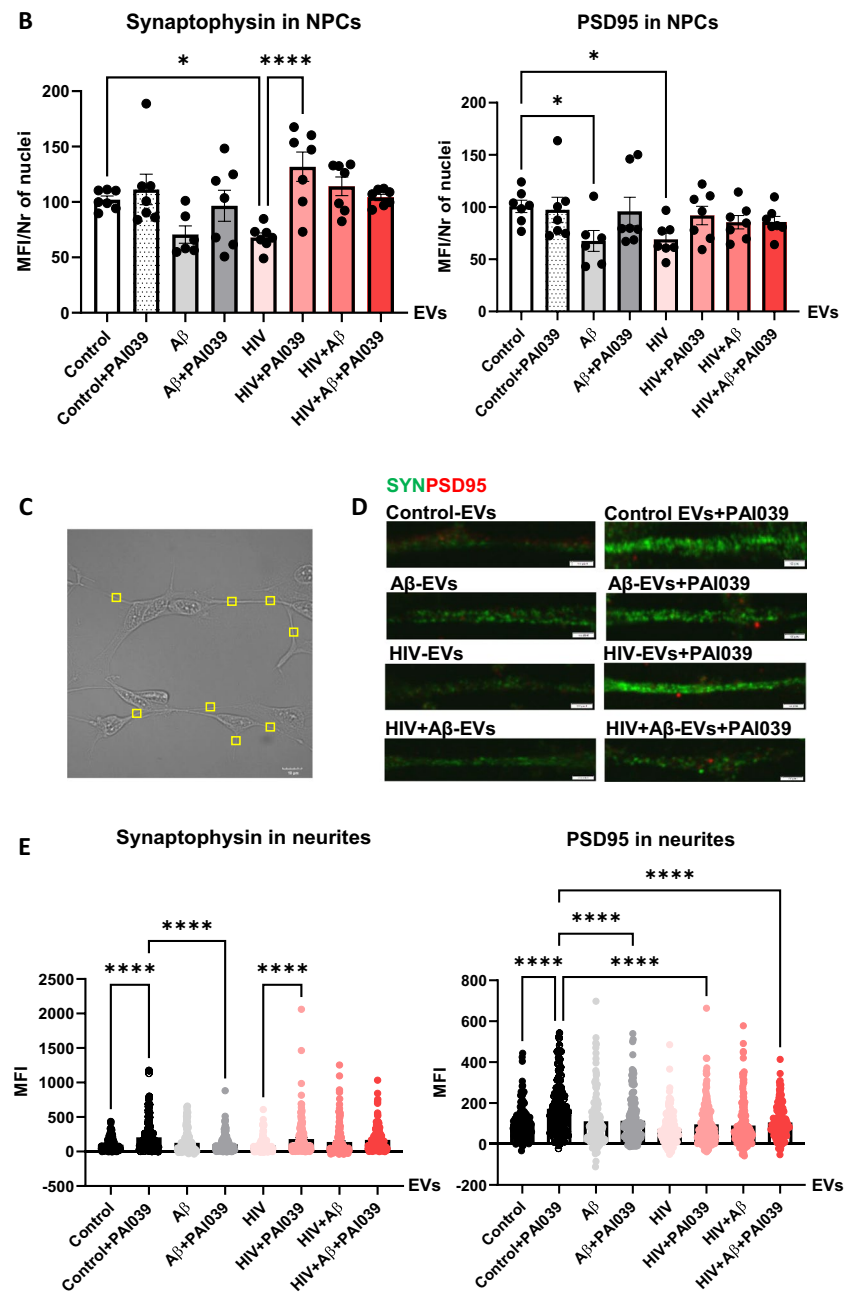 B
Synaptophysin in NPCs
MFI/Nr of nuclei
200
150
100
50
0
*
****
Control
Control+PAI039
Aβ
Aβ+PAI039
HIV
HIV+PAI039
HIV+Aβ
HIV+Aβ+PAI039
EVs
PSD95 in NPCs
MFI/Nr of nuclei
200
150
100
50
0
*
*
Control
Control+PAI039
Aβ
Aβ+PAI039
HIV
HIV+PAI039
HIV+Aβ
HIV+Aβ+PAI039
EVs
C
D
SYNPSD95
Control-EVs
Control EVs+PAI039
Aβ-EVs
Aβ-EVs+PAI039
HIV-EVs
HIV-EVs+PAI039
HIV+Aβ-EVs
HIV+Aβ-EVs+PAI039
E
Synaptophysin in neurites
MFI
2500
2000
1500
1000
500
0
-500
****
****
****
Control
Control+PAI039
Aβ
Aβ+PAI039
HIV
HIV+PAI039
HIV+Aβ
HIV+Aβ+PAI039
EVs
PSD95 in neurites
MFI
800
600
400
200
0
-200
****
****
****
****
Control
Control+PAI039
Aβ
Aβ+PAI039
HIV
HIV+PAI039
HIV+Aβ
HIV+Aβ+PAI039
EVs